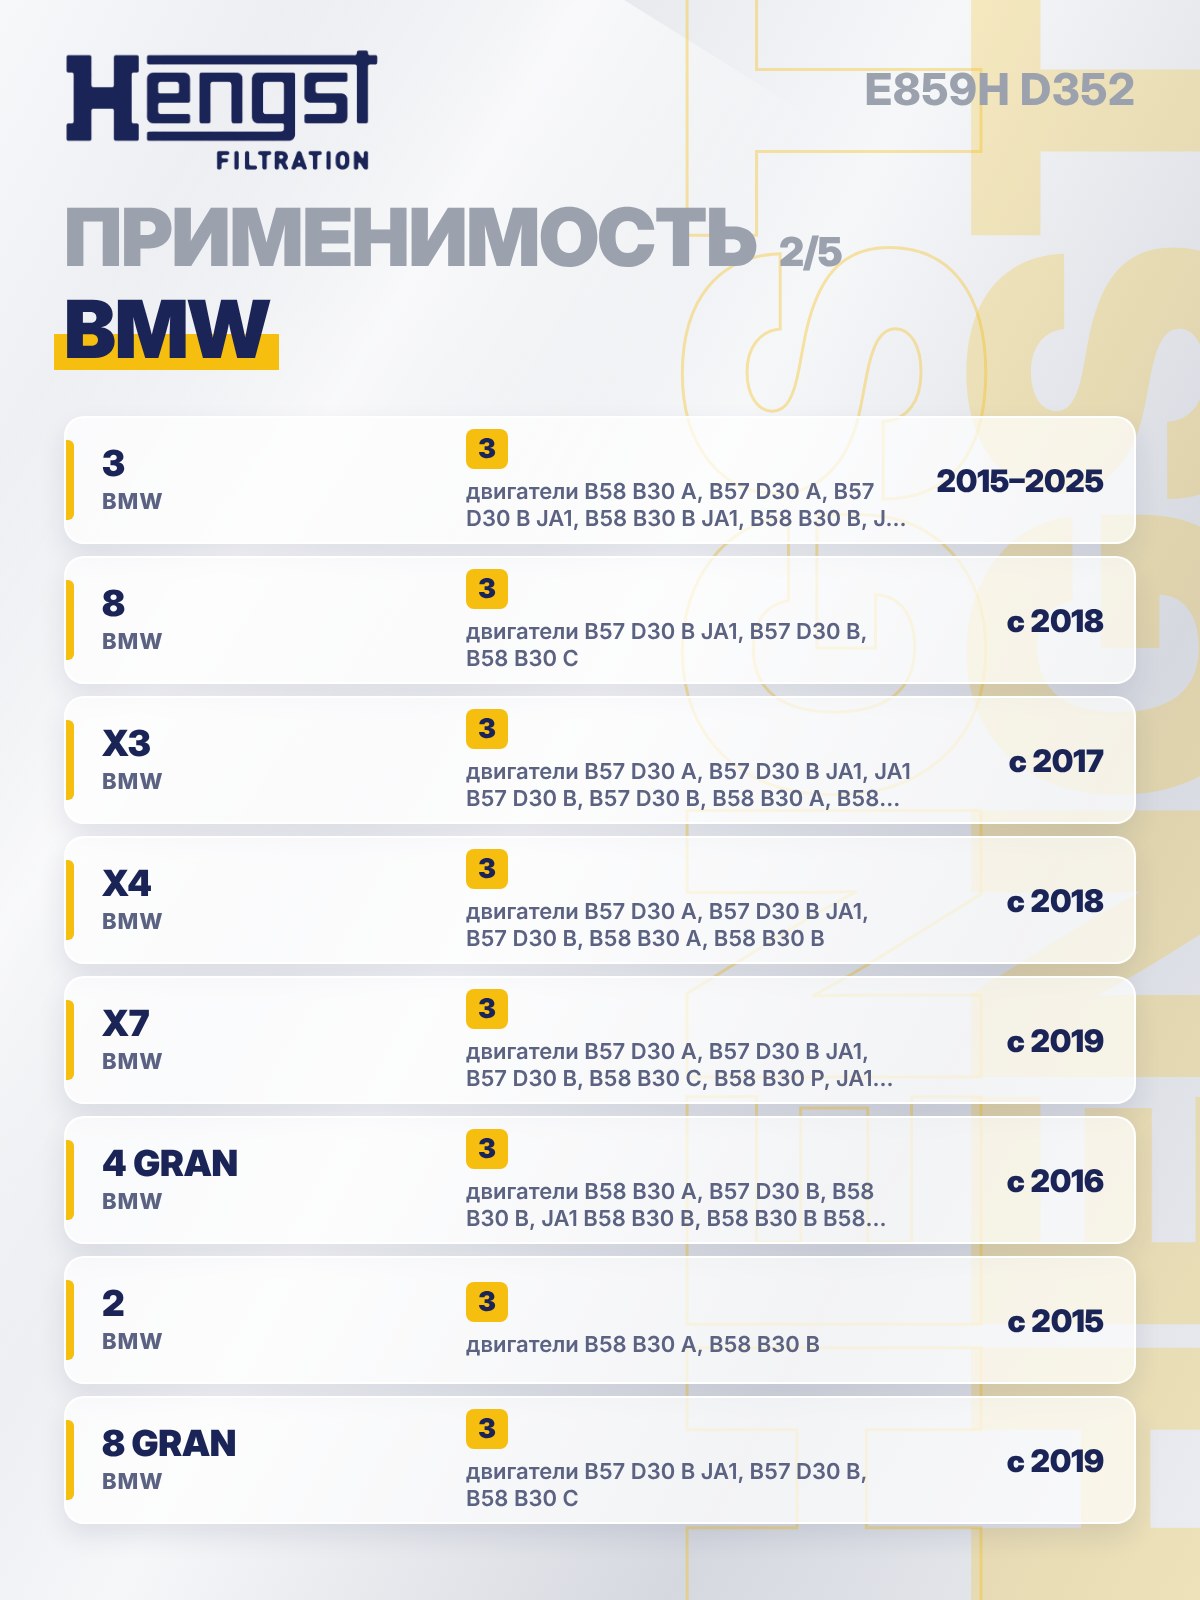 Hengst
FILTRATION
E859H D352
ПРИМЕНИМОСТЬ 2/5
BMW
3
BMW
3
двигатели B58 B30 A, B57 D30 A, B57
D30 B JA1, B58 B30 B JA1, B58 B30 B, J...
2015–2025
8
BMW
3
двигатели B57 D30 B JA1, B57 D30 B,
B58 B30 C
с 2018
X3
BMW
3
двигатели B57 D30 A, B57 D30 B JA1, JA1
B57 D30 B, B57 D30 B, B58 B30 A, B58...
с 2017
X4
BMW
3
двигатели B57 D30 A, B57 D30 B JA1,
B57 D30 B, B58 B30 A, B58 B30 B
с 2018
X7
BMW
3
двигатели B57 D30 A, B57 D30 B JA1,
B57 D30 B, B58 B30 C, B58 B30 P, JA1...
с 2019
4 GRAN
BMW
3
двигатели B58 B30 A, B57 D30 B, B58
B30 B, JA1 B58 B30 B, B58 B30 B B58...
с 2016
2
BMW
3
двигатели B58 B30 A, B58 B30 B
с 2015
8 GRAN
BMW
3
двигатели B57 D30 B JA1, B57 D30 B,
B58 B30 C
с 2019
HENGST
HENGST